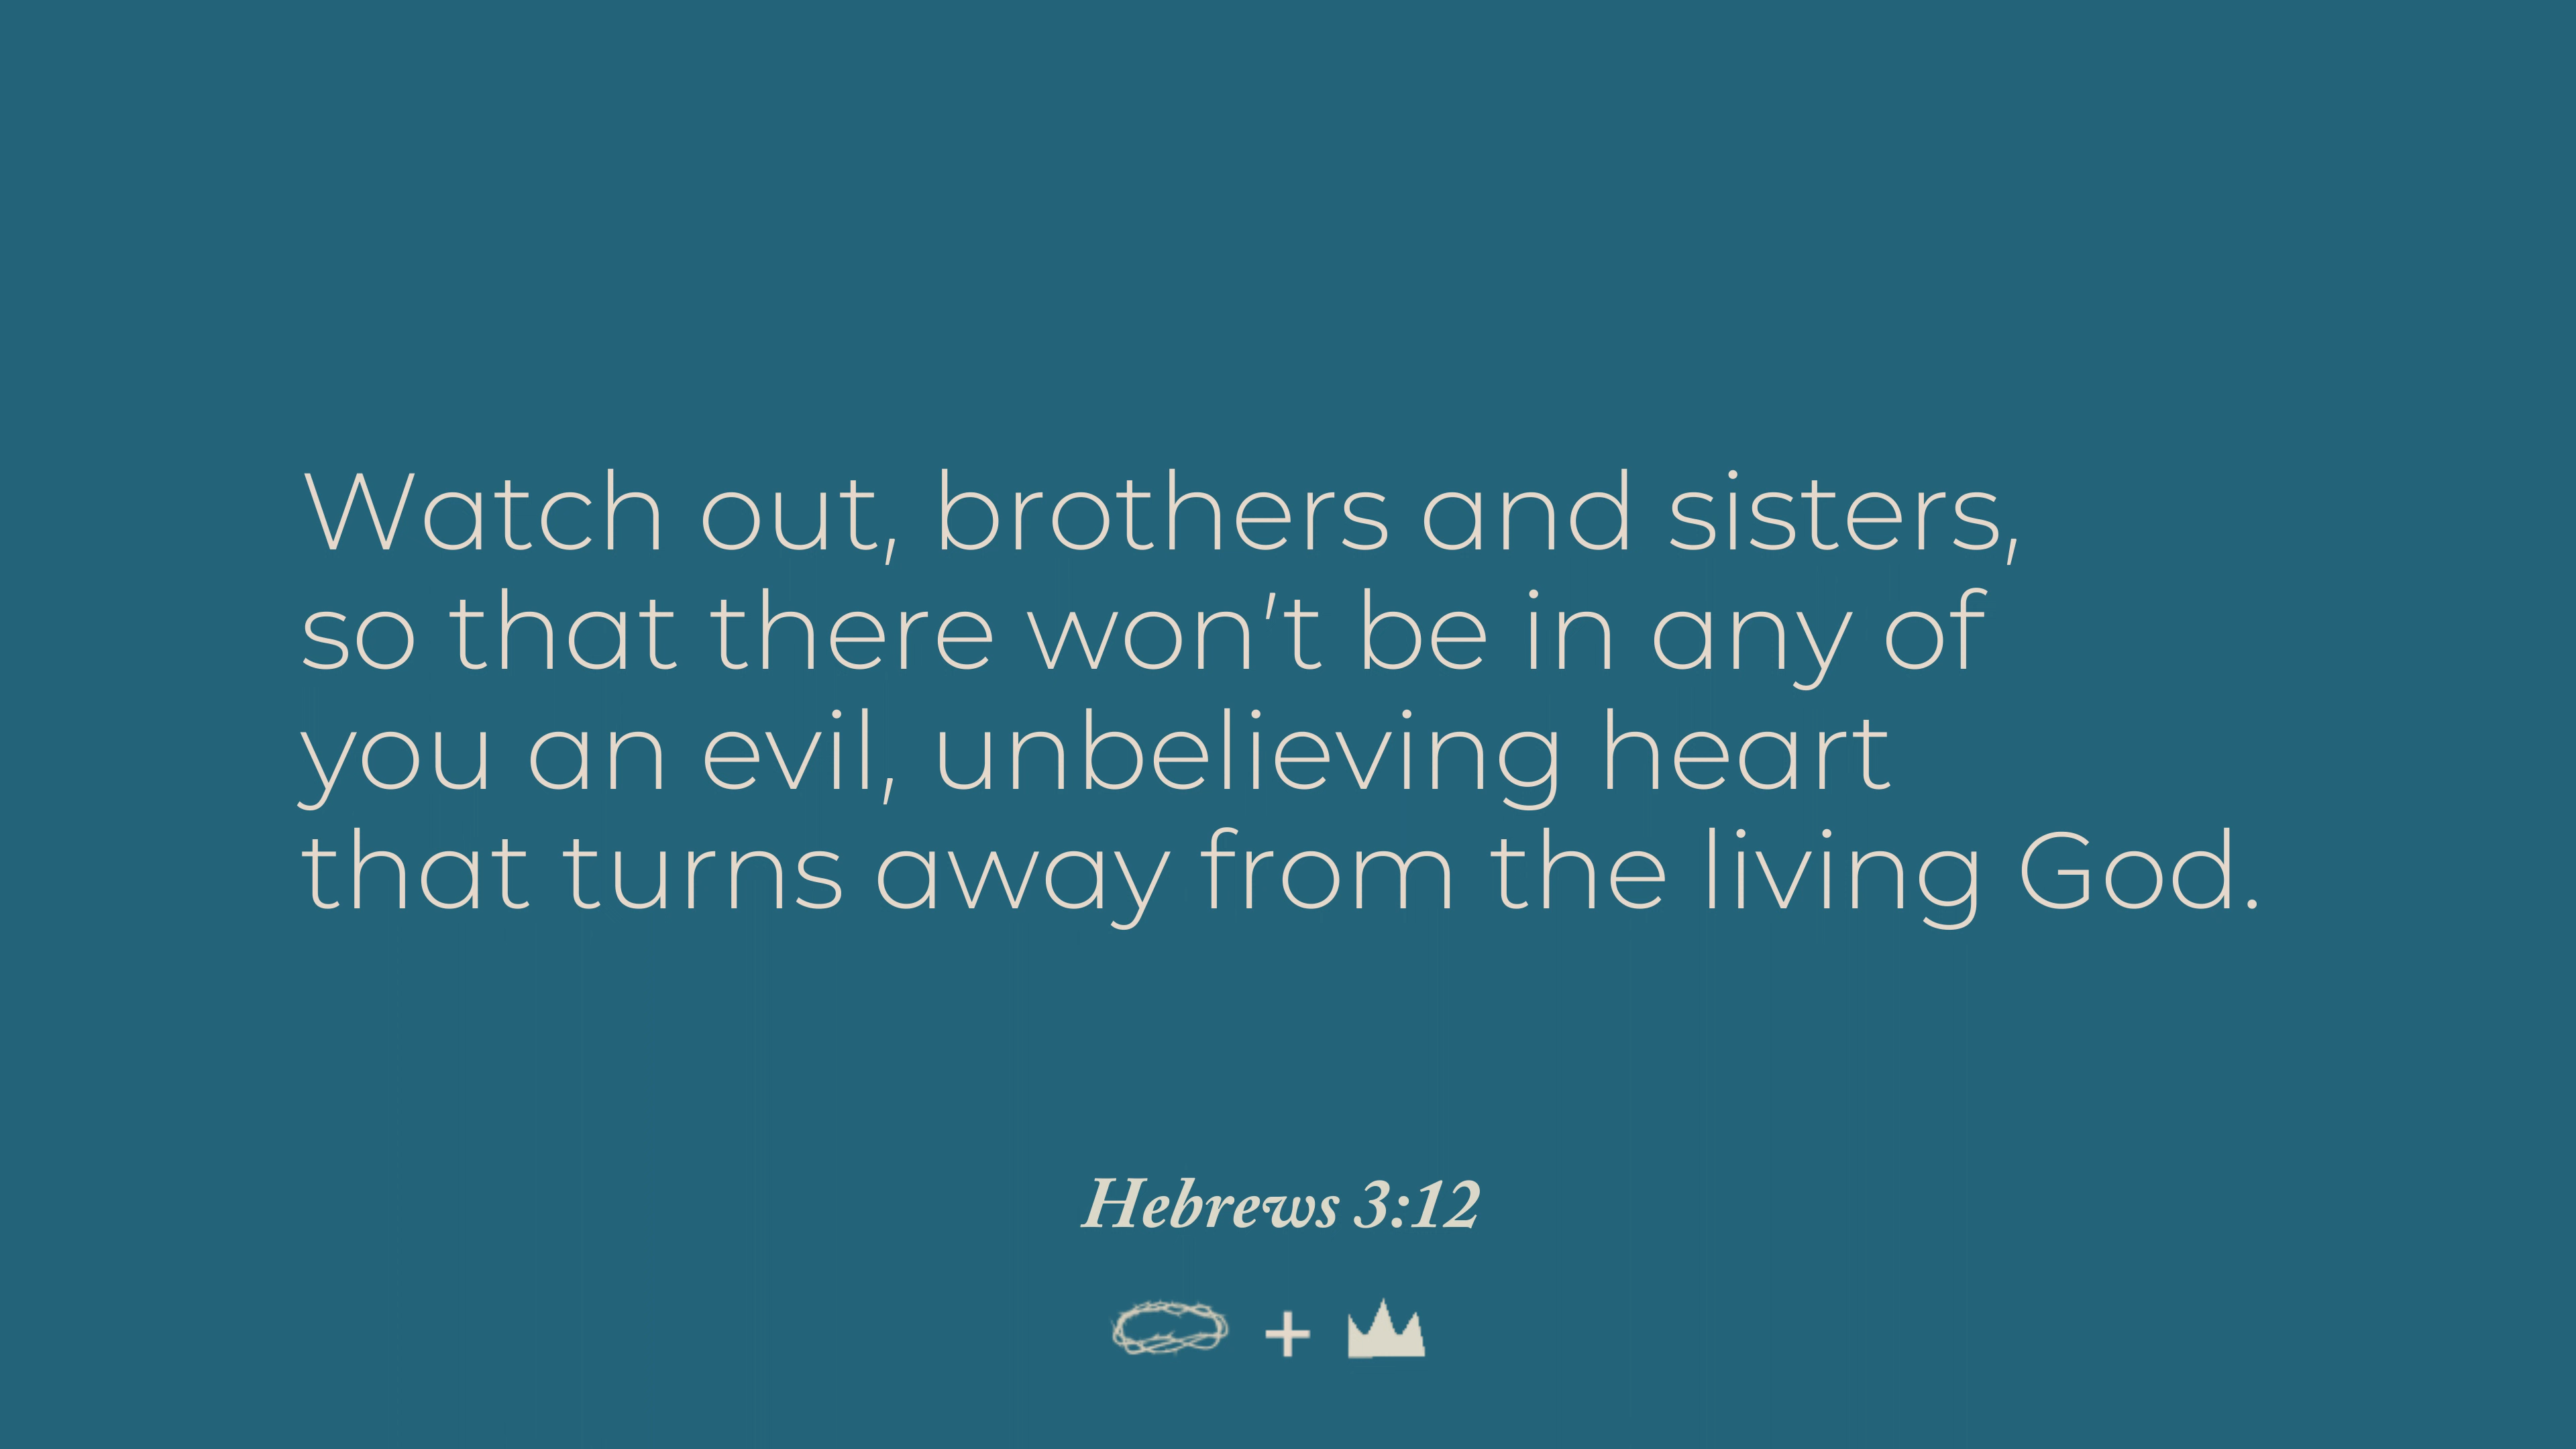 Watch out, brothers and sisters,
so that there won't be in any of
you an evil, unbelieving heart
that turns away from the living God.
Hebrews 3:12
+